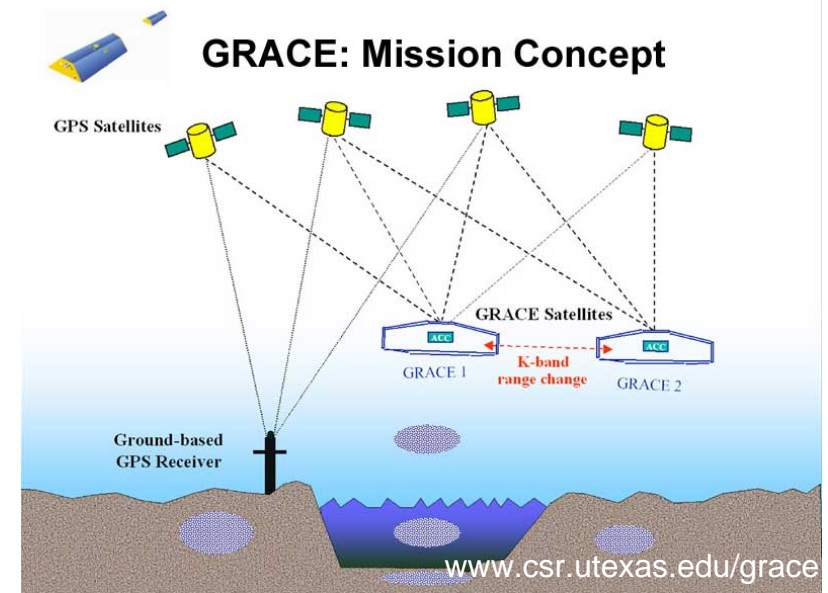 GRACE: Mission Concept
GPS Satellites
GRACE Satellites
ACC
ACC
K-band
range change
GRACE 1
GRACE 2
Ground-based
GPS Receiver
www.csr.utexas.edu/grace